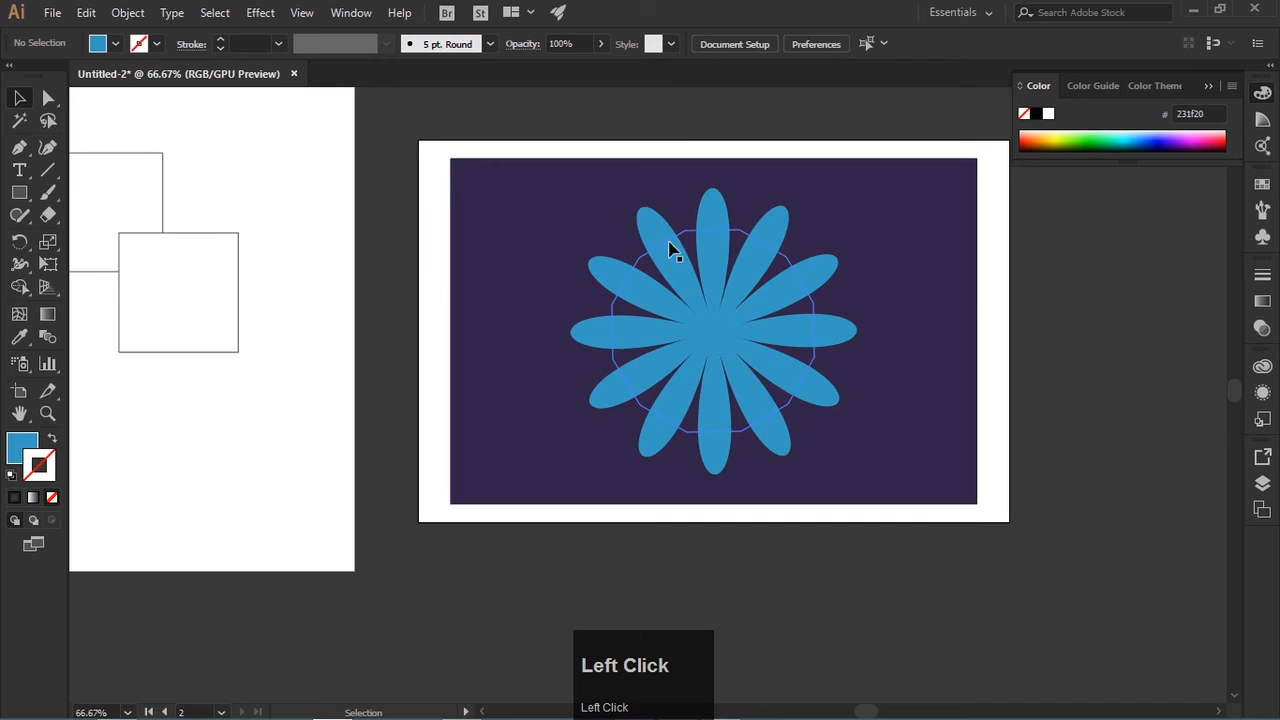 Ai File Edit Object Type Select Effect View Window Help Br St Essentials Search Adobe Stock
No Selection Stroke: 5 pt. Round Opacity: 100% Style: Document Setup Preferences
Untitled-2* @ 66.67% (RGB/GPU Preview) ×
Color Color Guide Color Theme
# 231f20
T
Left Click
Left Click
66.67% 2 Selection